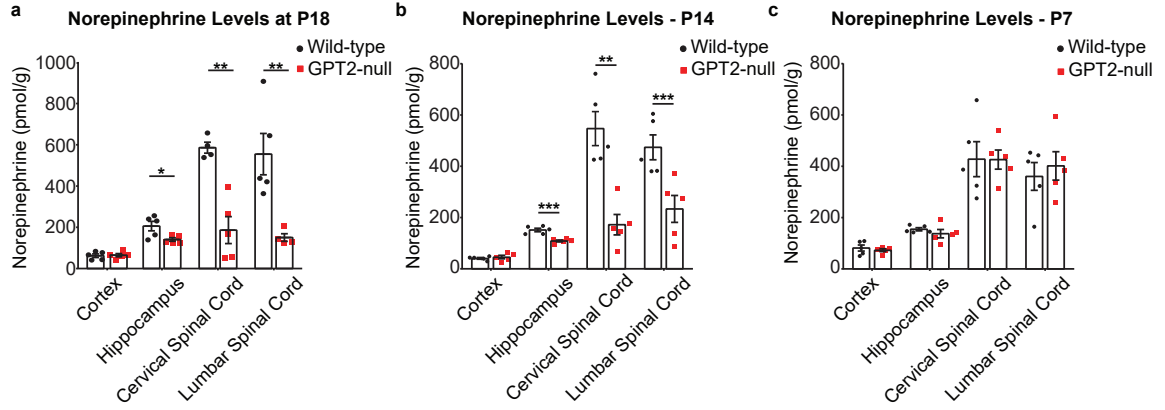 a
Norepinephrine Levels at P18
Wild-type
GPT2-null
Norepinephrine (pmol/g)
1000
800
600
400
200
0
*
**
**
Cortex
Hippocampus
Cervical Spinal Cord
Lumbar Spinal Cord
b
Norepinephrine Levels - P14
Wild-type
GPT2-null
Norepinephrine (pmol/g)
800
600
400
200
0
***
**
***
Cortex
Hippocampus
Cervical Spinal Cord
Lumbar Spinal Cord
c
Norepinephrine Levels - P7
Wild-type
GPT2-null
Norepinephrine (pmol/g)
800
600
400
200
0
Cortex
Hippocampus
Cervical Spinal Cord
Lumbar Spinal Cord